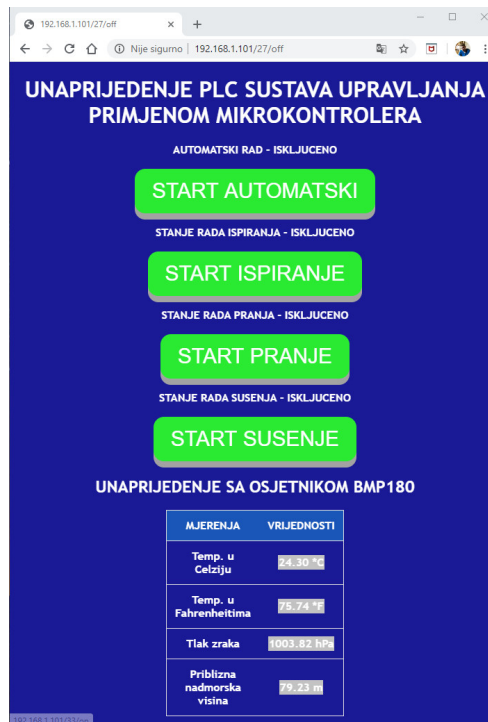 192.168.1.101/27/off
Nije sigurno | 192.168.1.101/27/off
UNAPRIJEDENJE PLC SUSTAVA UPRAVLJANJA
PRIMJENOM MIKROKONTROLERA
AUTOMATSKI RAD - ISKLJUCENO
START AUTOMATSKI
STANJE RADA ISPIRANJA - ISKLJUCENO
START ISPIRANJE
STANJE RADA PRANJA - ISKLJUCENO
START PRANJE
STANJE RADA SUSENJA - ISKLJUCENO
START SUSENJE
UNAPRIJEDENJE SA OSJETNIKOM BMP180
MJERENJA VRIJEDNOSTI
Temp. u
Celziju
24.30 °C
Temp. u
Fahrenheitima
75.74 °F
Tlak zraka 1003.82 hPa
Priblizna
nadmorska
visina
79.23 m